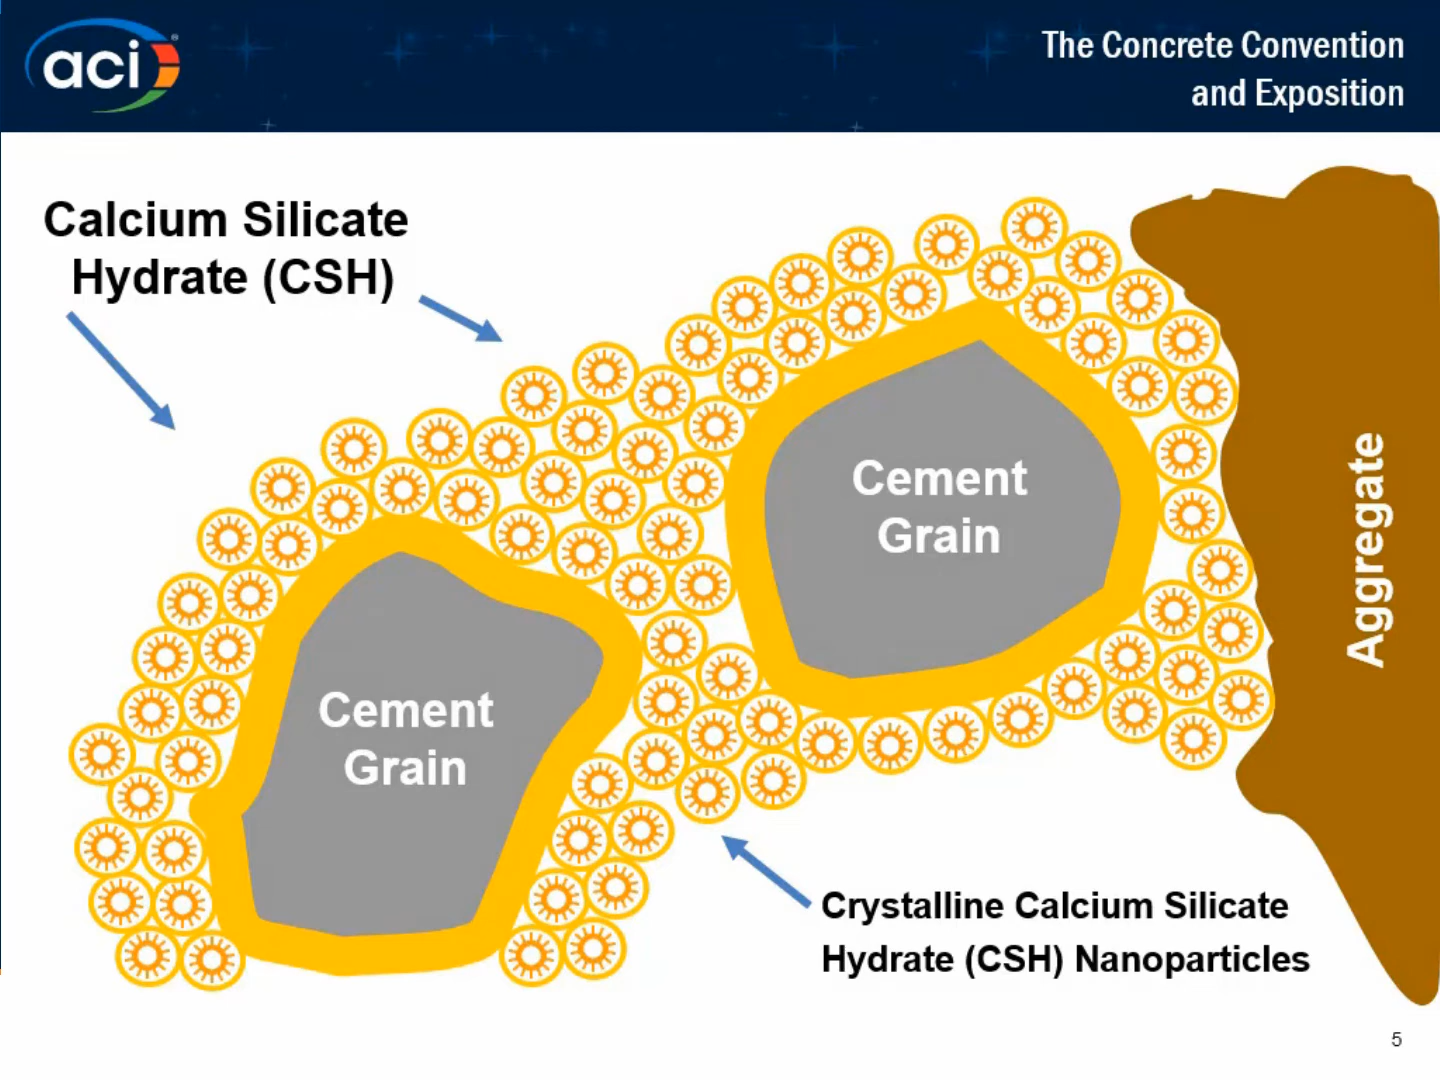 aci
The Concrete Convention
and Exposition
Calcium Silicate
Hydrate (CSH)
Cement
Grain
Cement
Grain
Aggregate
Crystalline Calcium Silicate
Hydrate (CSH) Nanoparticles
5